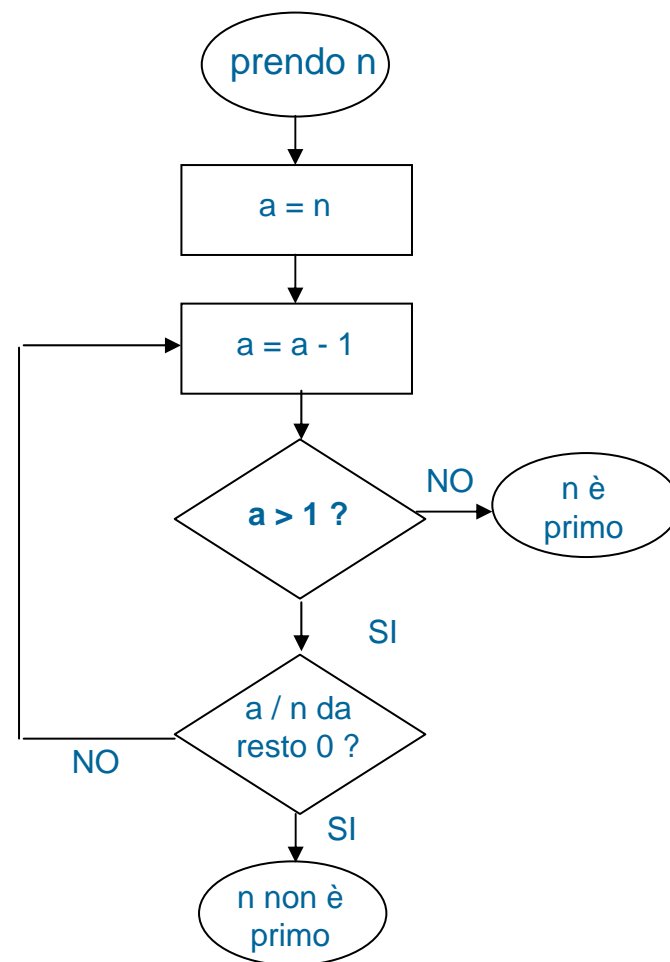 prendo n
a = n
a = a - 1
a > 1 ?
NO
n è
primo
SI
a / n da
resto 0 ?
NO
SI
n non è
primo